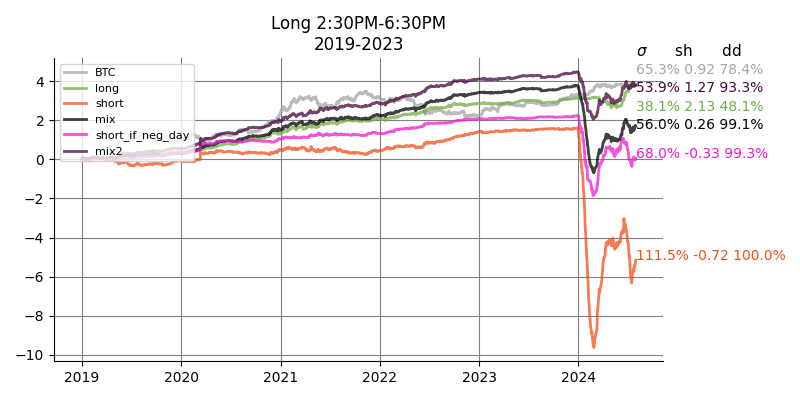 Long 2:30PM-6:30PM
2019-2023
σ sh dd
BTC
long
short
mix
short_if_neg_day
mix2
65.3% 0.92 78.4%
53.9% 1.27 93.3%
38.1% 2.13 48.1%
56.0% 0.26 99.1%
68.0% -0.33 99.3%
111.5% -0.72 100.0%
4
2
0
−2
−4
−6
−8
−10
2019 2020 2021 2022 2023 2024